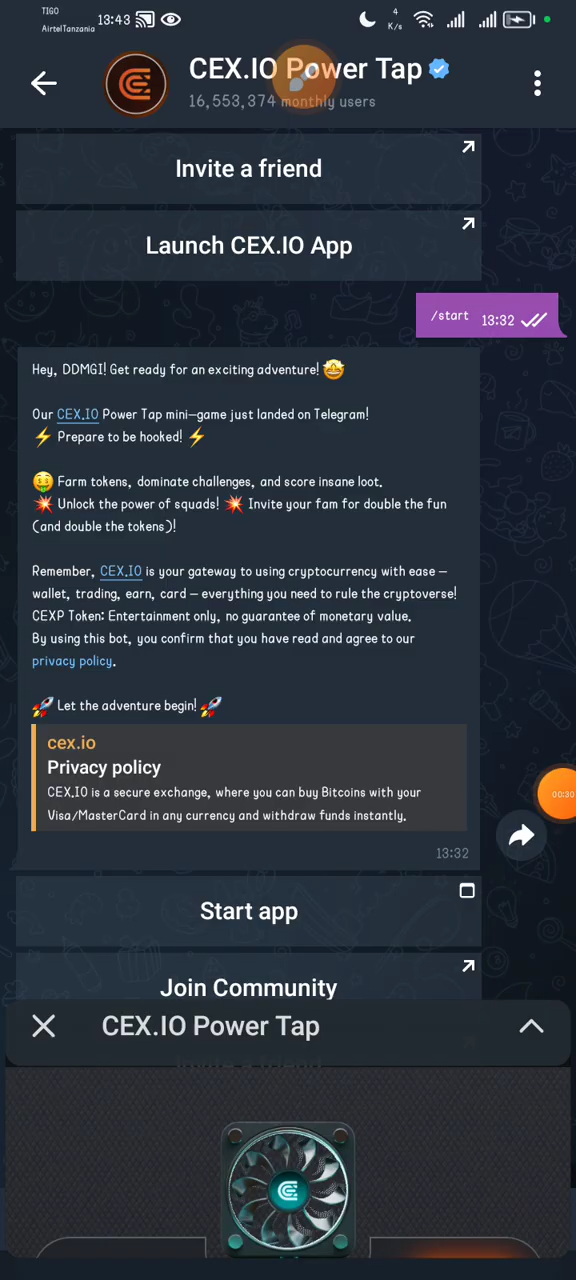 TIGO
AirtelTanzania 13:43 4 K/s
CEX.IO Power Tap
16,553,374 monthly users
Invite a friend
Launch CEX.IO App
/start 13:32
Hey, DDMGI! Get ready for an exciting adventure! 🤩
Our CEX.IO Power Tap mini-game just landed on Telegram!
⚡ Prepare to be hooked! ⚡
🤑 Farm tokens, dominate challenges, and score insane loot.
💥 Unlock the power of squads! 💥 Invite your fam for double the fun
(and double the tokens)!
Remember, CEX.IO is your gateway to using cryptocurrency with ease –
wallet, trading, earn, card – everything you need to rule the cryptoverse!
CEXP Token: Entertainment only, no guarantee of monetary value.
By using this bot, you confirm that you have read and agree to our
privacy policy.
🚀 Let the adventure begin! 🚀
cex.io
Privacy policy
CEX.IO is a secure exchange, where you can buy Bitcoins with your
Visa/MasterCard in any currency and withdraw funds instantly.
00:30
13:32
Start app
Join Community
CEX.IO Power Tap
Invite a friend